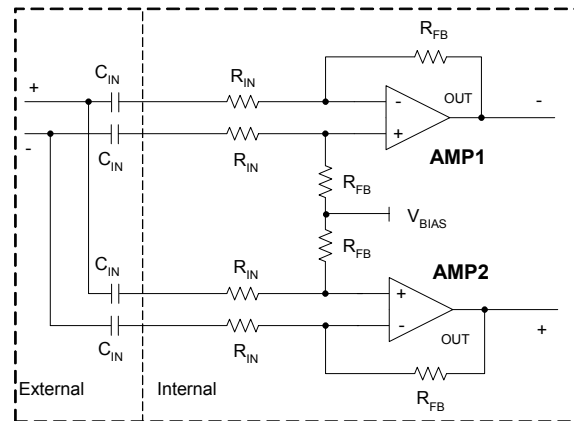 R_FB
C_IN
R_IN
+
-
OUT
-
-
+
AMP1
C_IN
R_IN
R_FB
V_BIAS
R_FB
C_IN
R_IN
AMP2
+
-
C_IN
R_IN
OUT
+
External
Internal
R_FB